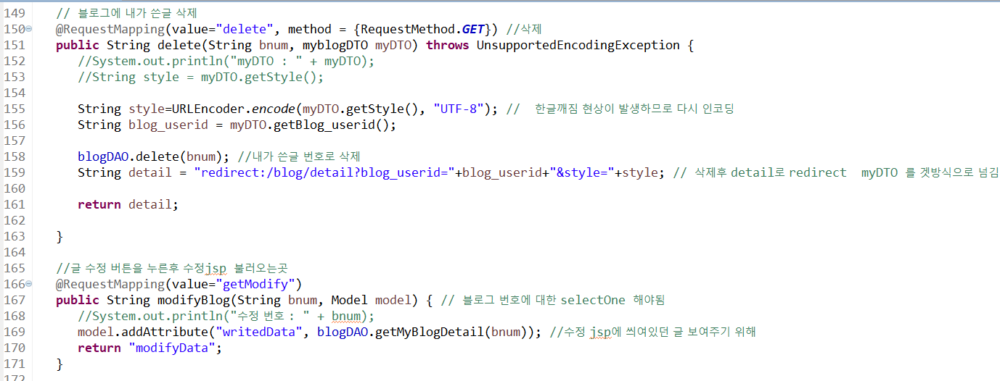 149 // 블로그에 내가 쓴글 삭제
150 @RequestMapping(value="delete", method = {RequestMethod.GET}) //삭제
151 public String delete(String bnum, myblogDTO myDTO) throws UnsupportedEncodingException {
152 //System.out.println("myDTO : " + myDTO);
153 //String style = myDTO.getStyle();
154
155 String style=URLEncoder.encode(myDTO.getStyle(), "UTF-8"); // 한글깨짐 현상이 발생하므로 다시 인코딩
156 String blog_userid = myDTO.getBlog_userid();
157
158 blogDAO.delete(bnum); //내가 쓴글 번호로 삭제
159 String detail = "redirect:/blog/detail?blog_userid="+blog_userid+"&style="+style; // 삭제후 detail로 redirect myDTO 를 겟방식으로 넘김
160
161 return detail;
162
163 }
164
165 //글 수정 버튼을 누른후 수정jsp 불러오는곳
166 @RequestMapping(value="getModify")
167 public String modifyBlog(String bnum, Model model) { // 블로그 번호에 대한 selectOne 해야됨
168 //System.out.println("수정 번호 : " + bnum);
169 model.addAttribute("writedData", blogDAO.getMyBlogDetail(bnum)); //수정 jsp에 씌여있던 글 보여주기 위해
170 return "modifyData";
171 }
172